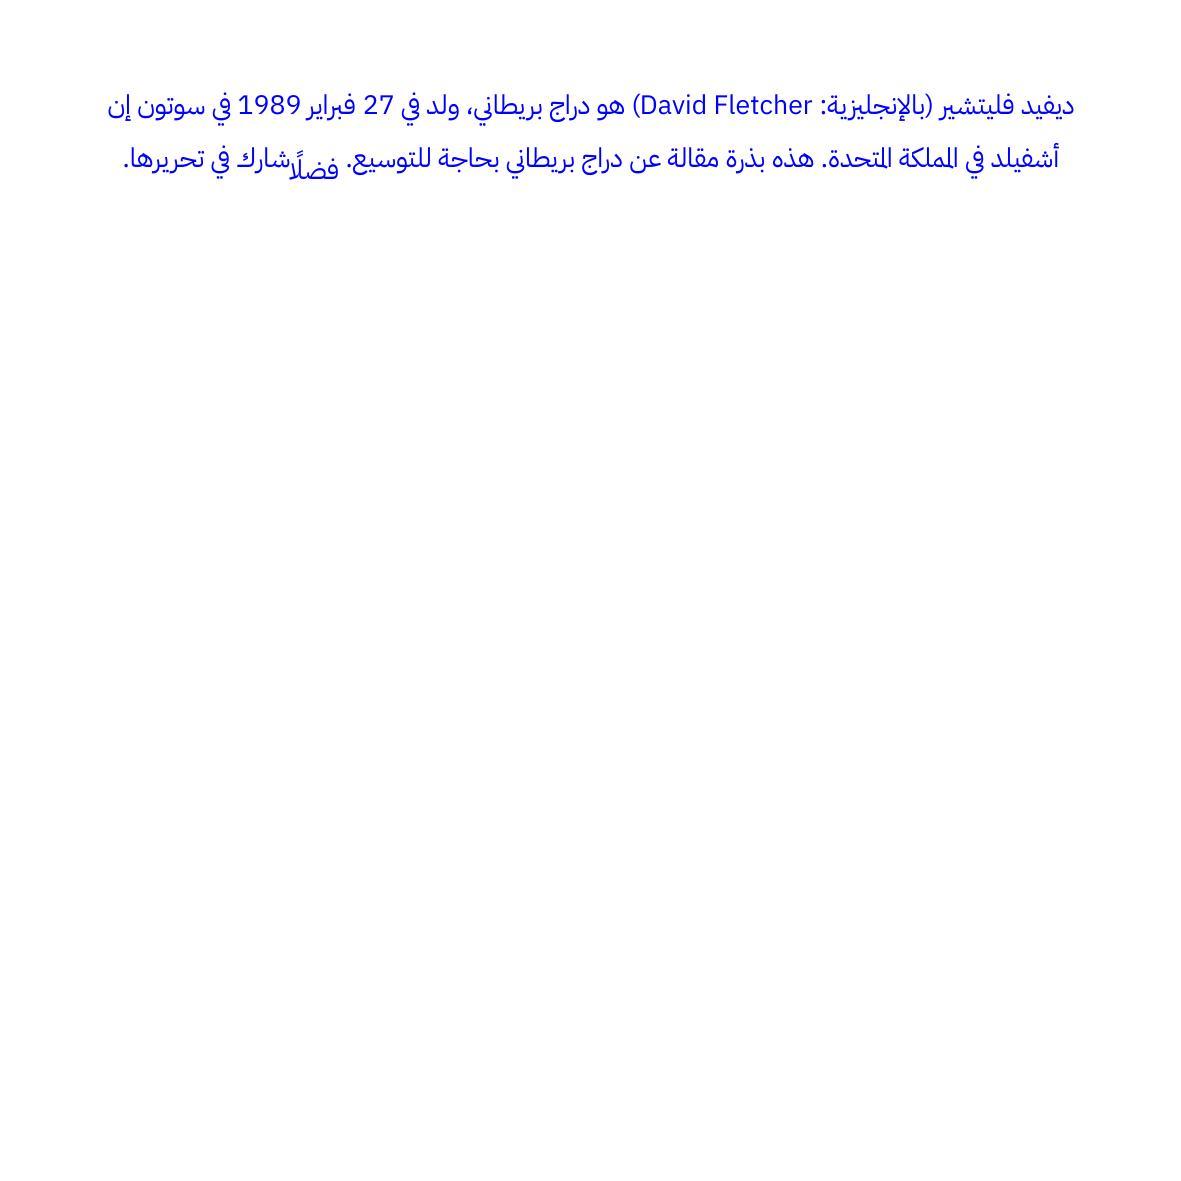 ديفيد فليتشير (بالإنجليزية: David Fletcher) هو دراج بريطاني، ولد في 27 فبراير 1989 في سوتون إن
أشفيلد في المملكة المتحدة. هذه بذرة مقالة عن دراج بريطاني بحاجة للتوسيع. فضلًا شارك في تحريرها.